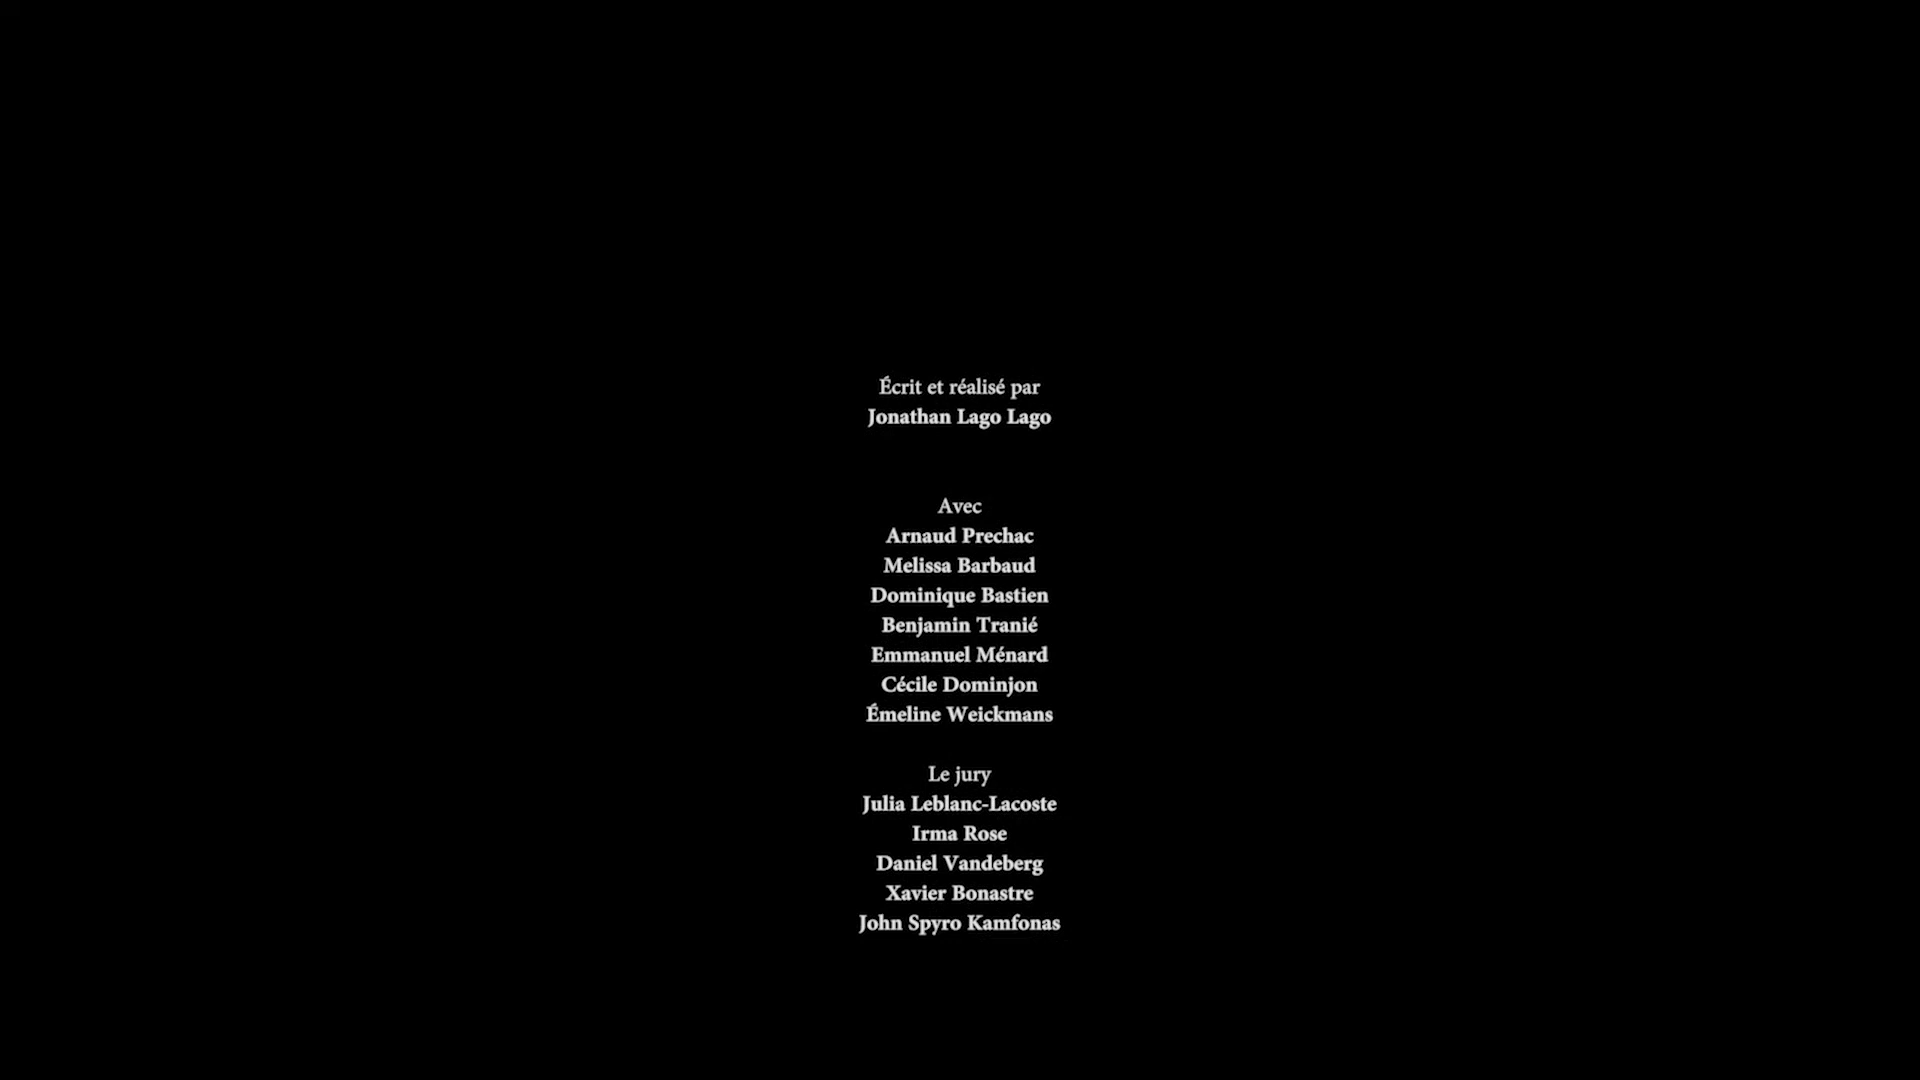 Écrit et réalisé par
Jonathan Lago Lago
Avec
Arnaud Prechac
Melissa Barbaud
Dominique Bastien
Benjamin Tranié
Emmanuel Ménard
Cécile Dominjon
Émeline Weickmans
Le jury
Julia Leblanc-Lacoste
Irma Rose
Daniel Vandeberg
Xavier Bonastre
John Spyro Kamfonas